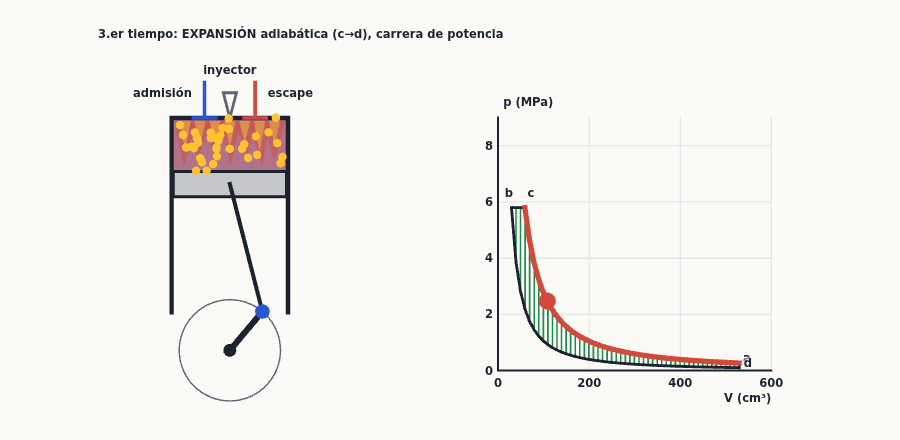 3.er tiempo: EXPANSIÓN adiabática (c→d), carrera de potencia
inyector
admisión
escape
p (MPa)
8
b c
6
4
2
a
d
0
0 200 400 600
V (cm³)